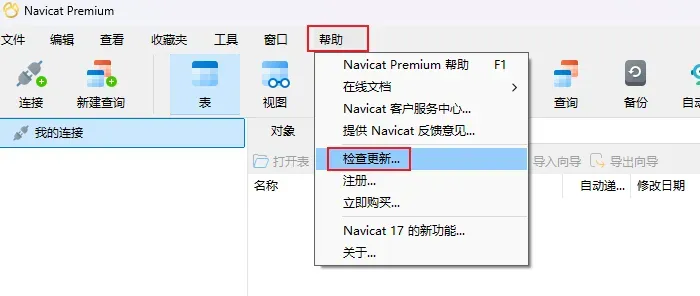 Navicat Premium
文件 编辑 查看 收藏夹 工具 窗口 帮助
连接 新建查询 表 视图 查询 备份
我的连接
对象
打开表 导入向导 导出向导
名称 自动递... 修改日期
Navicat Premium 帮助 F1
在线文档
Navicat 客户服务中心...
提供 Navicat 反馈意见...
检查更新...
注册...
立即购买...
Navicat 17 的新功能...
关于...